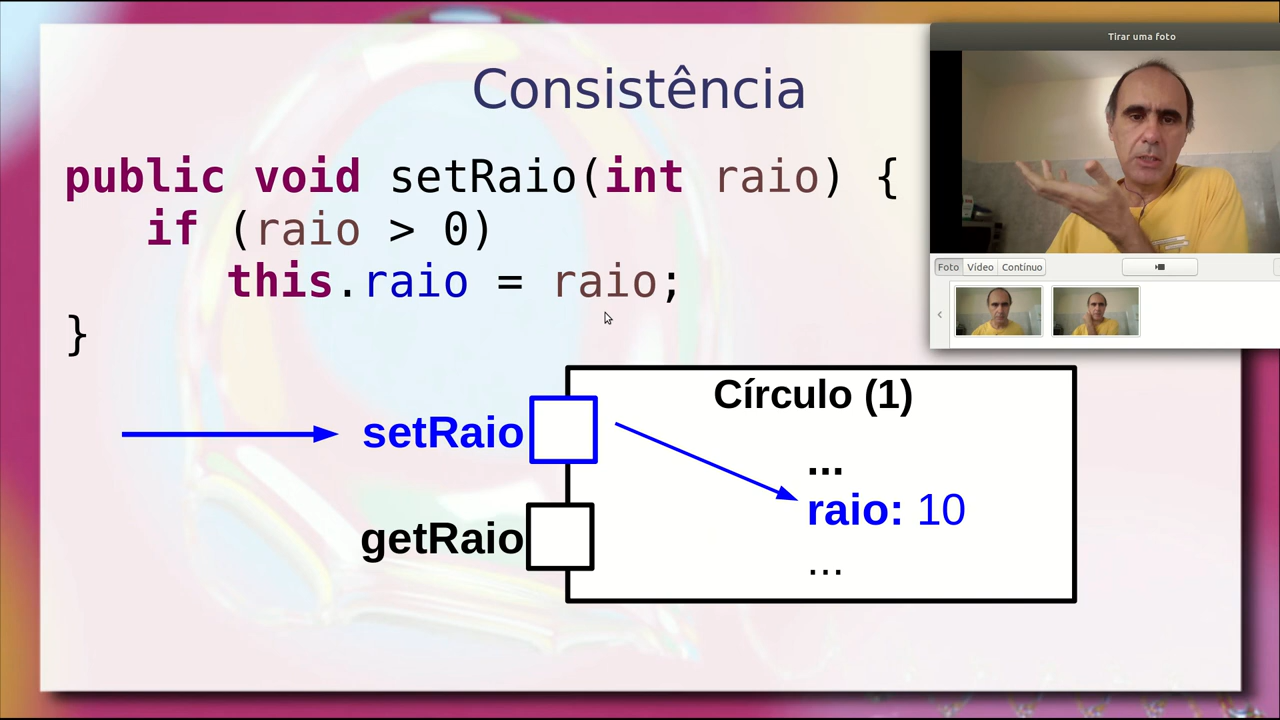 Consistência
Tirar uma foto
public void setRaio(int raio) {
if (raio > 0)
this.raio = raio;
}
Foto Vídeo Contínuo
Círculo (1)
setRaio
...
raio: 10
getRaio
...